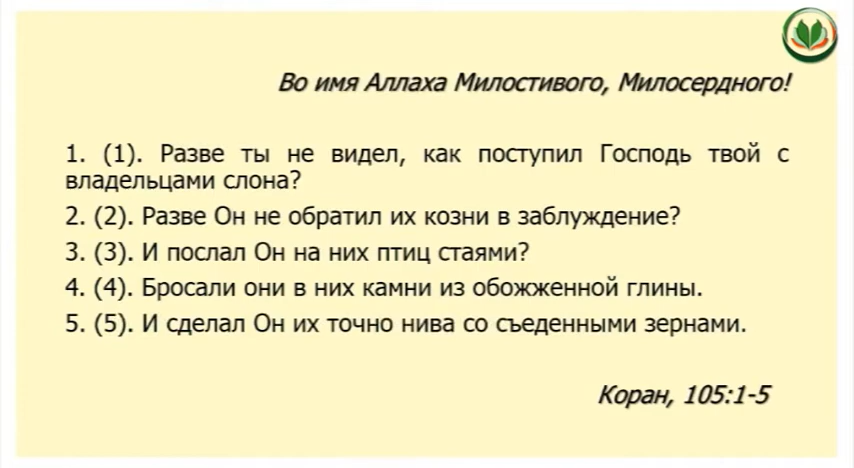 Во имя Аллаха Милостивого, Милосердного!
1. (1). Разве ты не видел, как поступил Господь твой с
владельцами слона?
2. (2). Разве Он не обратил их козни в заблуждение?
3. (3). И послал Он на них птиц стаями?
4. (4). Бросали они в них камни из обожженной глины.
5. (5). И сделал Он их точно нива со съеденными зернами.
Коран, 105:1-5